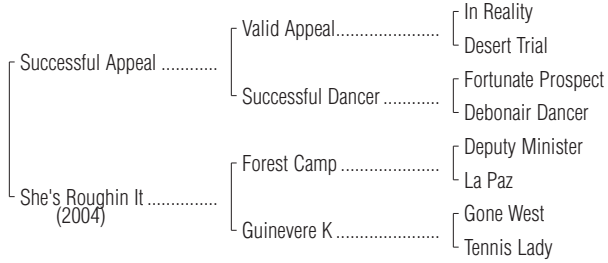 In Reality
Valid Appeal....................
Desert Trial
Successful Appeal ............
Fortunate Prospect
Successful Dancer ............
Debonair Dancer
Deputy Minister
Forest Camp ....................
La Paz
She's Roughin It ...............
(2004)
Gone West
Guinevere K .....................
Tennis Lady